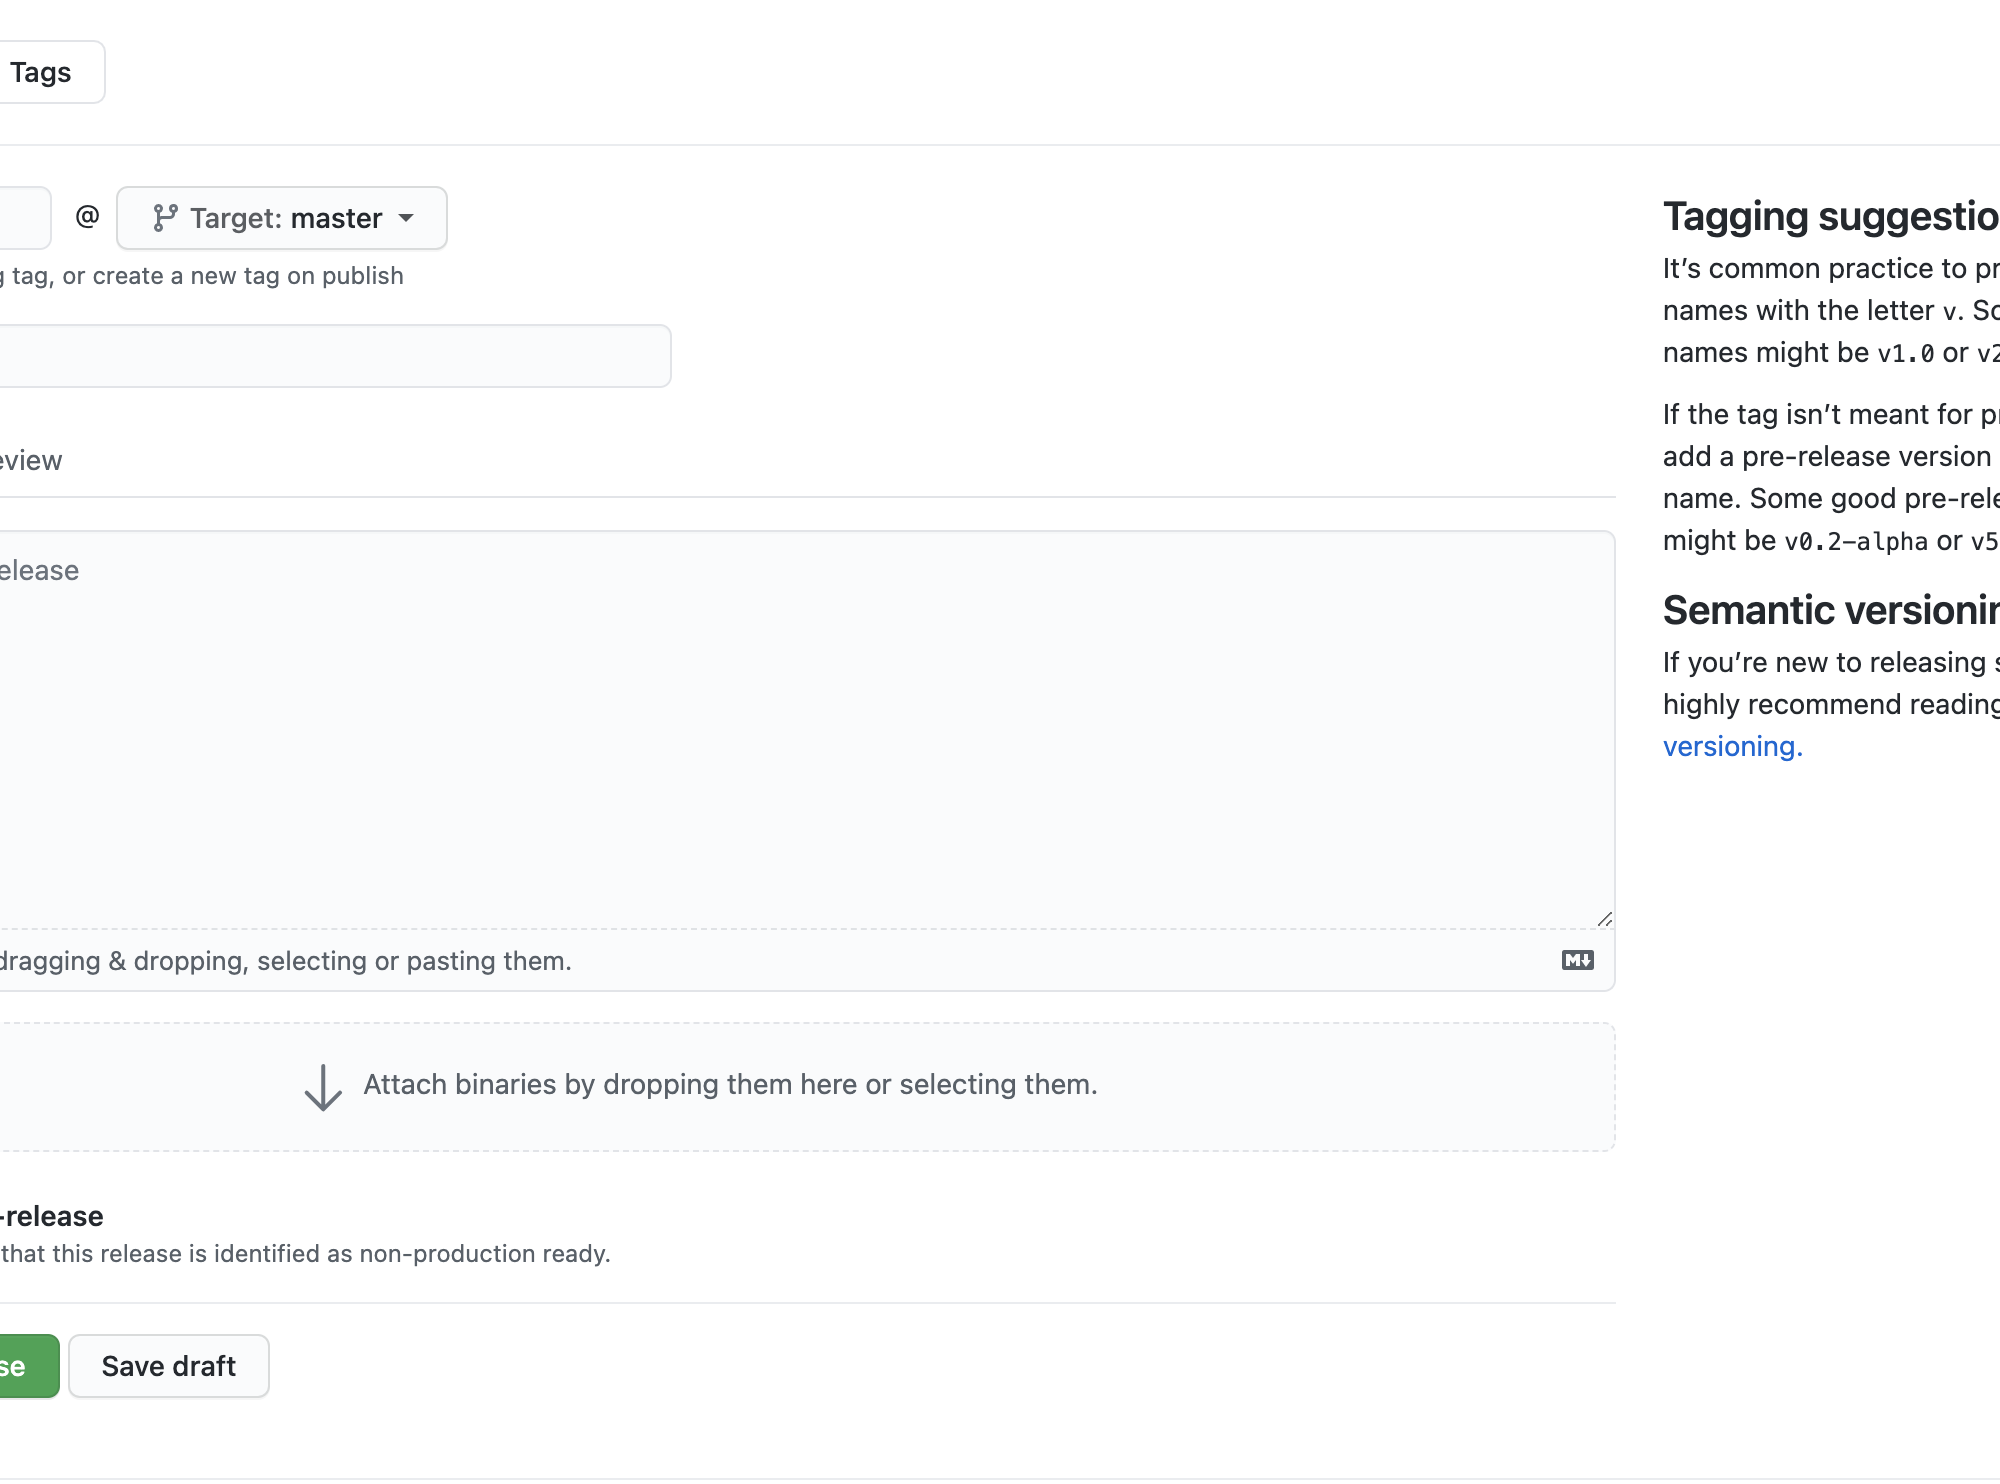 Tags
@ Target: master
g tag, or create a new tag on publish
eview
elease
dragging & dropping, selecting or pasting them.
M
Attach binaries by dropping them here or selecting them.
-release
that this release is identified as non-production ready.
se Save draft
Tagging suggestio
It’s common practice to pr
names with the letter v. So
names might be v1.0 or v2
If the tag isn’t meant for pr
add a pre-release version
name. Some good pre-rele
might be v0.2-alpha or v5
Semantic versionin
If you’re new to releasing s
highly recommend reading
versioning.